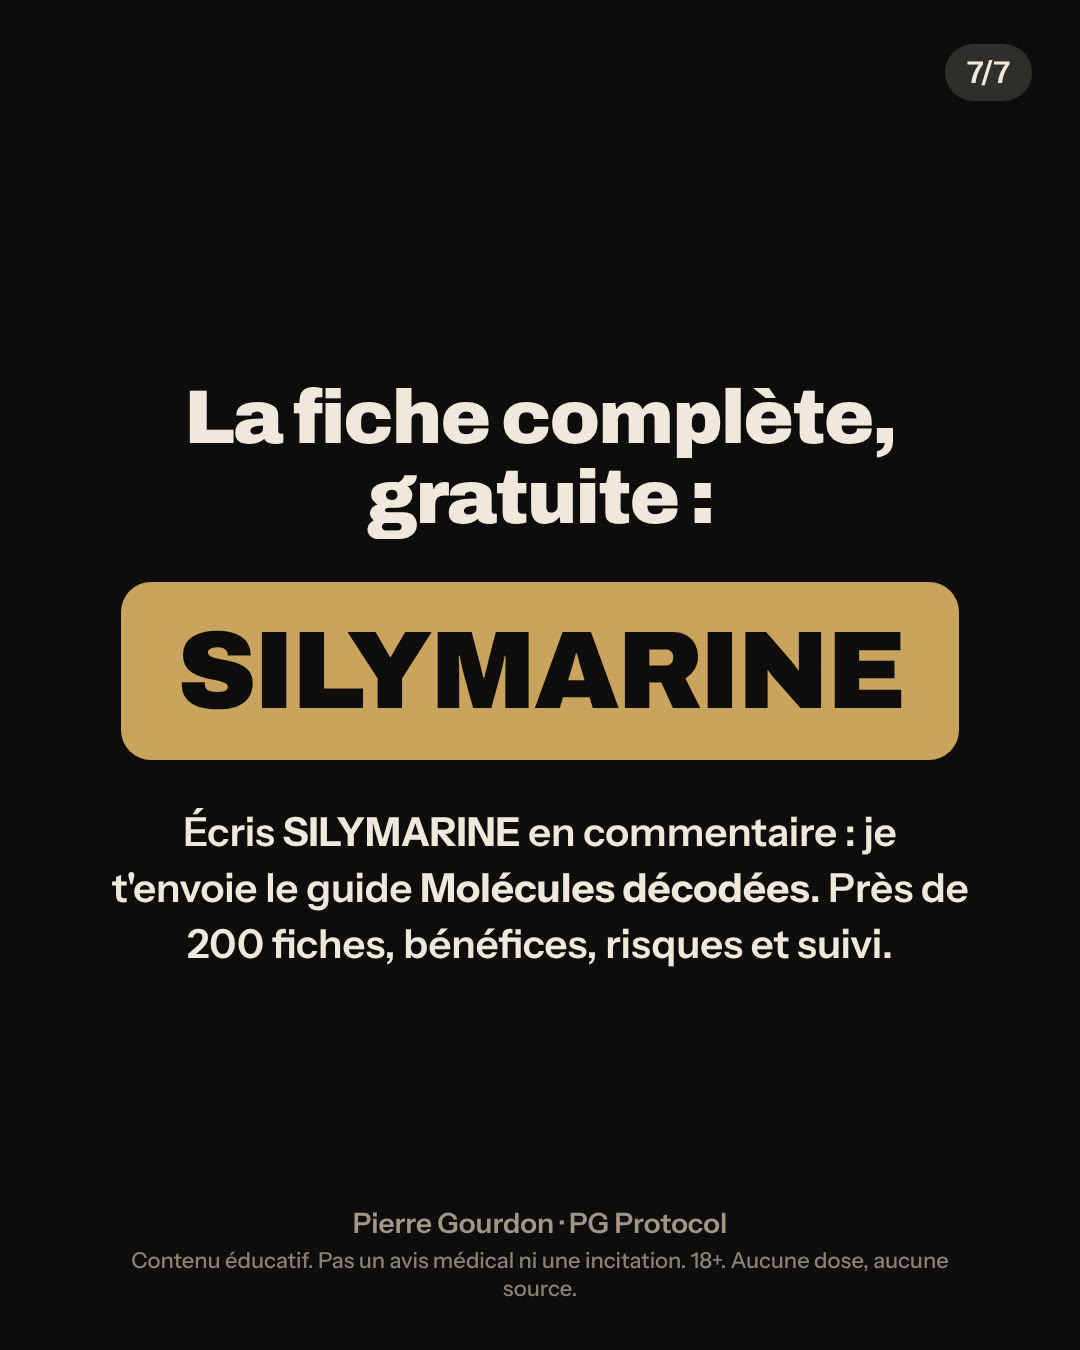 7/7
La fiche complète,
gratuite :
SILYMARINE
Écris SILYMARINE en commentaire : je
t'envoie le guide Molécules décodées. Près de
200 fiches, bénéfices, risques et suivi.
Pierre Gourdon · PG Protocol
Contenu éducatif. Pas un avis médical ni une incitation. 18+. Aucune dose, aucune
source.